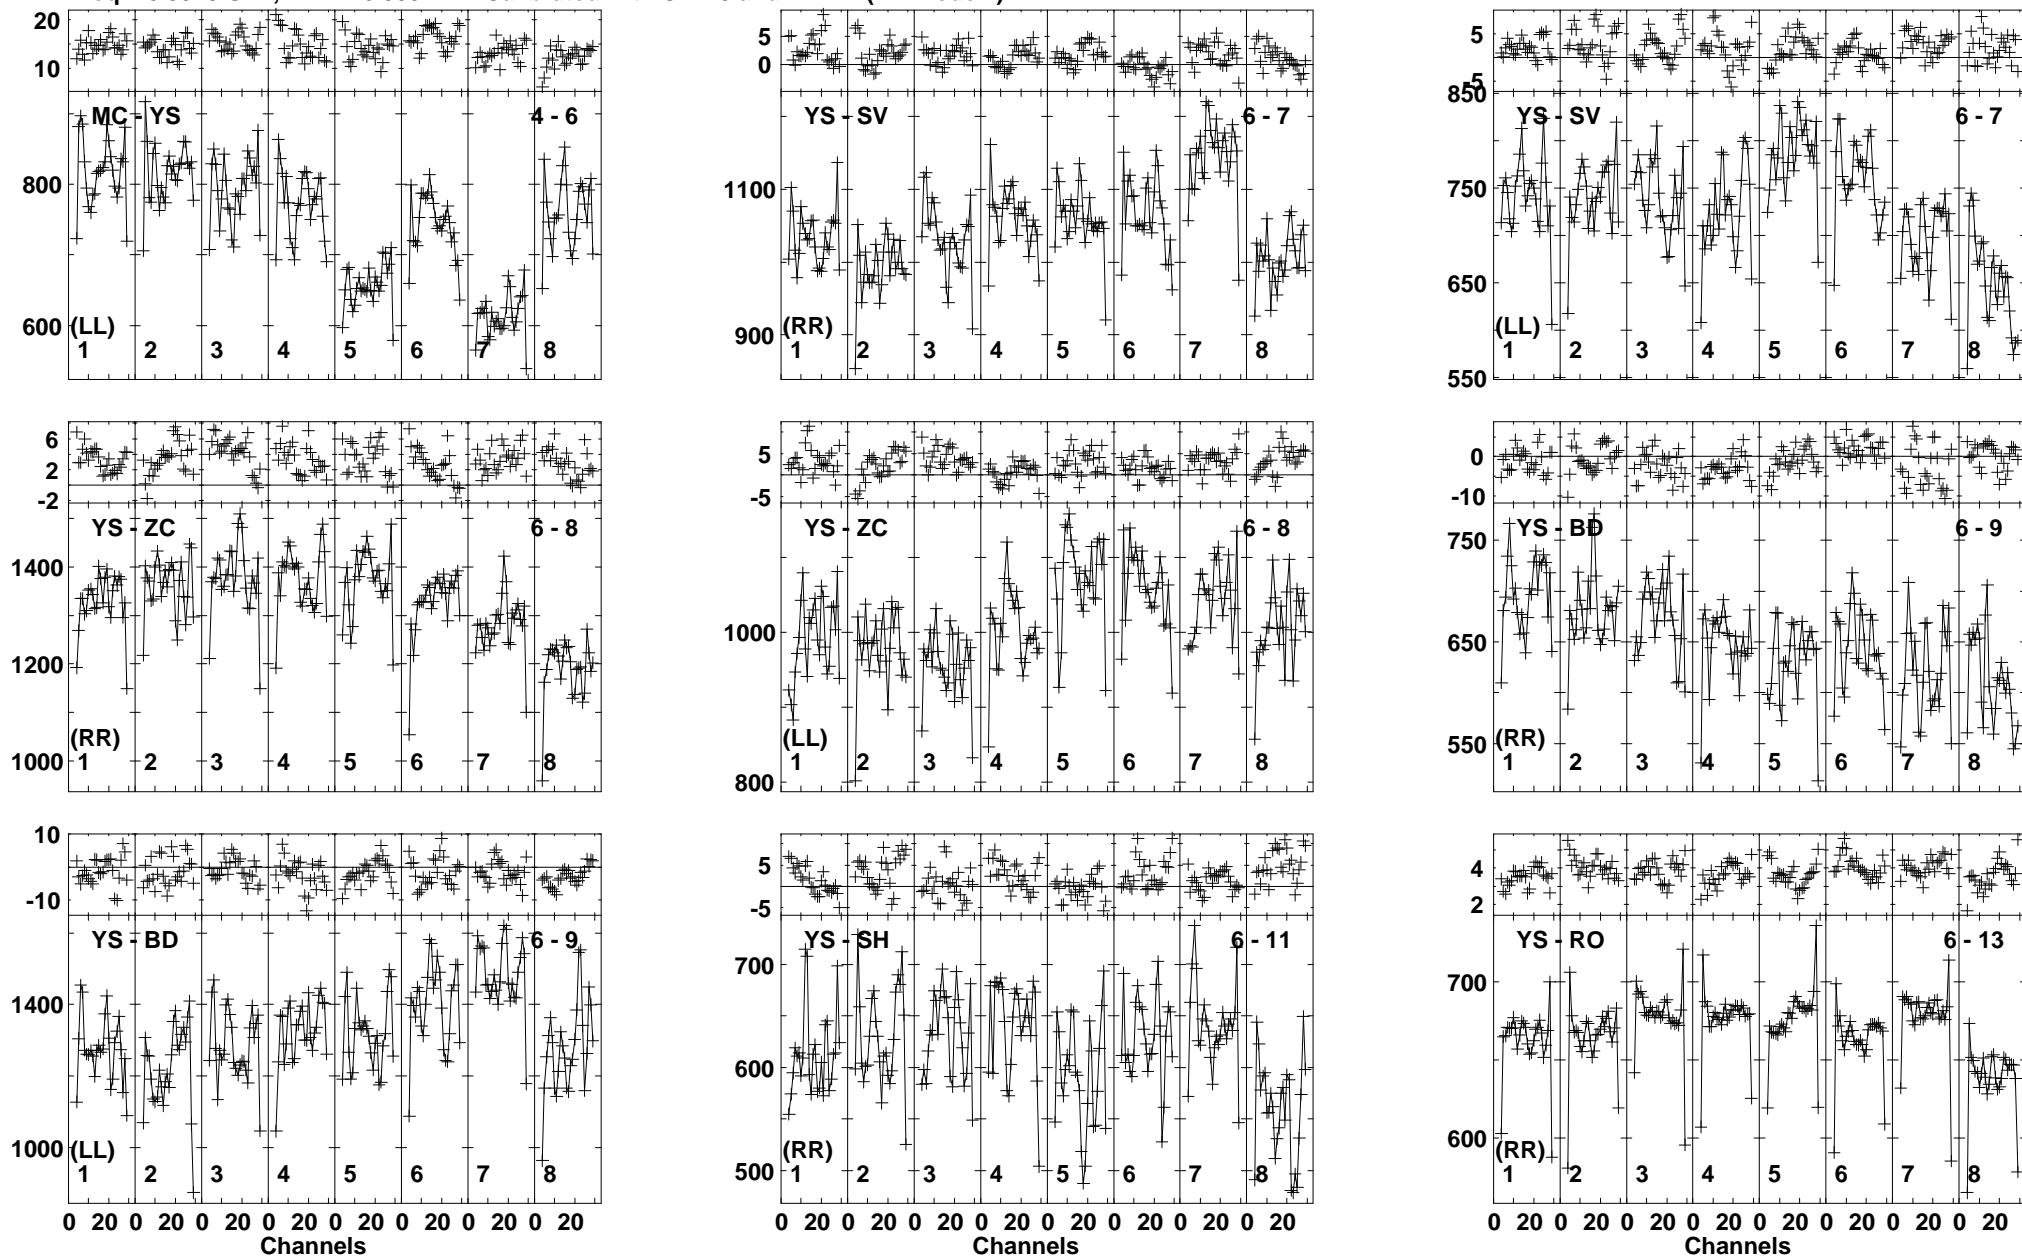 20 5 5
10 0 -5
MC - YS 4 - 6 YS - SV 6 - 7 850 YS - SV 6 - 7
800 1100 750
650
600 (LL) 900 (RR) (LL)
1 2 3 4 5 6 7 8 1 2 3 4 5 6 7 8 1 2 3 4 5 6 7 8
550
6 5 0
2
-2 -5 -10
YS - ZC 6 - 8 YS - ZC 6 - 8 YS - BD 6 - 9
1400 750
1000 650
1200
(RR) (LL) 550 (RR)
1000 1 2 3 4 5 6 7 8 1 2 3 4 5 6 7 8 1 2 3 4 5 6 7 8
800
10 5 4
-10 -5 2
YS - BD 6 - 9 YS - SH 6 - 11 YS - RO 6 - 13
1400 700 700
600
1000 (LL) (RR) 600 (RR)
1 2 3 4 5 6 7 8 500 1 2 3 4 5 6 7 8 1 2 3 4 5 6 7 8
0 20 0 20 0 20 0 20 0 20 0 20 0 20 0 20 0 20 0 20 0 20 0 20 0 20 0 20 0 20 0 20 0 20 0 20 0 20 0 20 0 20 0 20 0 20 0 20
Channels Channels Channels